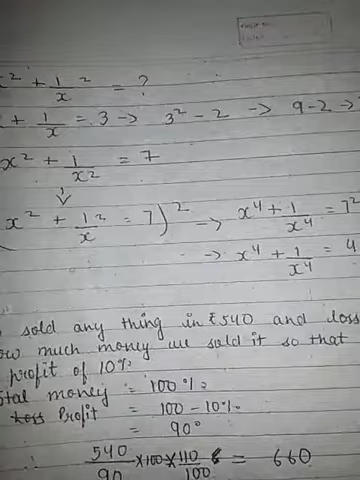 x² + 1/x² = ?
x + 1/x = 3 -> 3² - 2 -> 9-2 ->
x² + 1/x² = 7
x² + 1²/x = 7)² -> x⁴ + 1/x⁴ = 7²
-> x⁴ + 1/x⁴ = 4
sold any thing in ₹540 and loss
how much money we sold it so that
profit of 10%
total money = 100%
Profit = 100 - 10%
= 90°
∴ 540/90 × 100 × 110/100 = 660